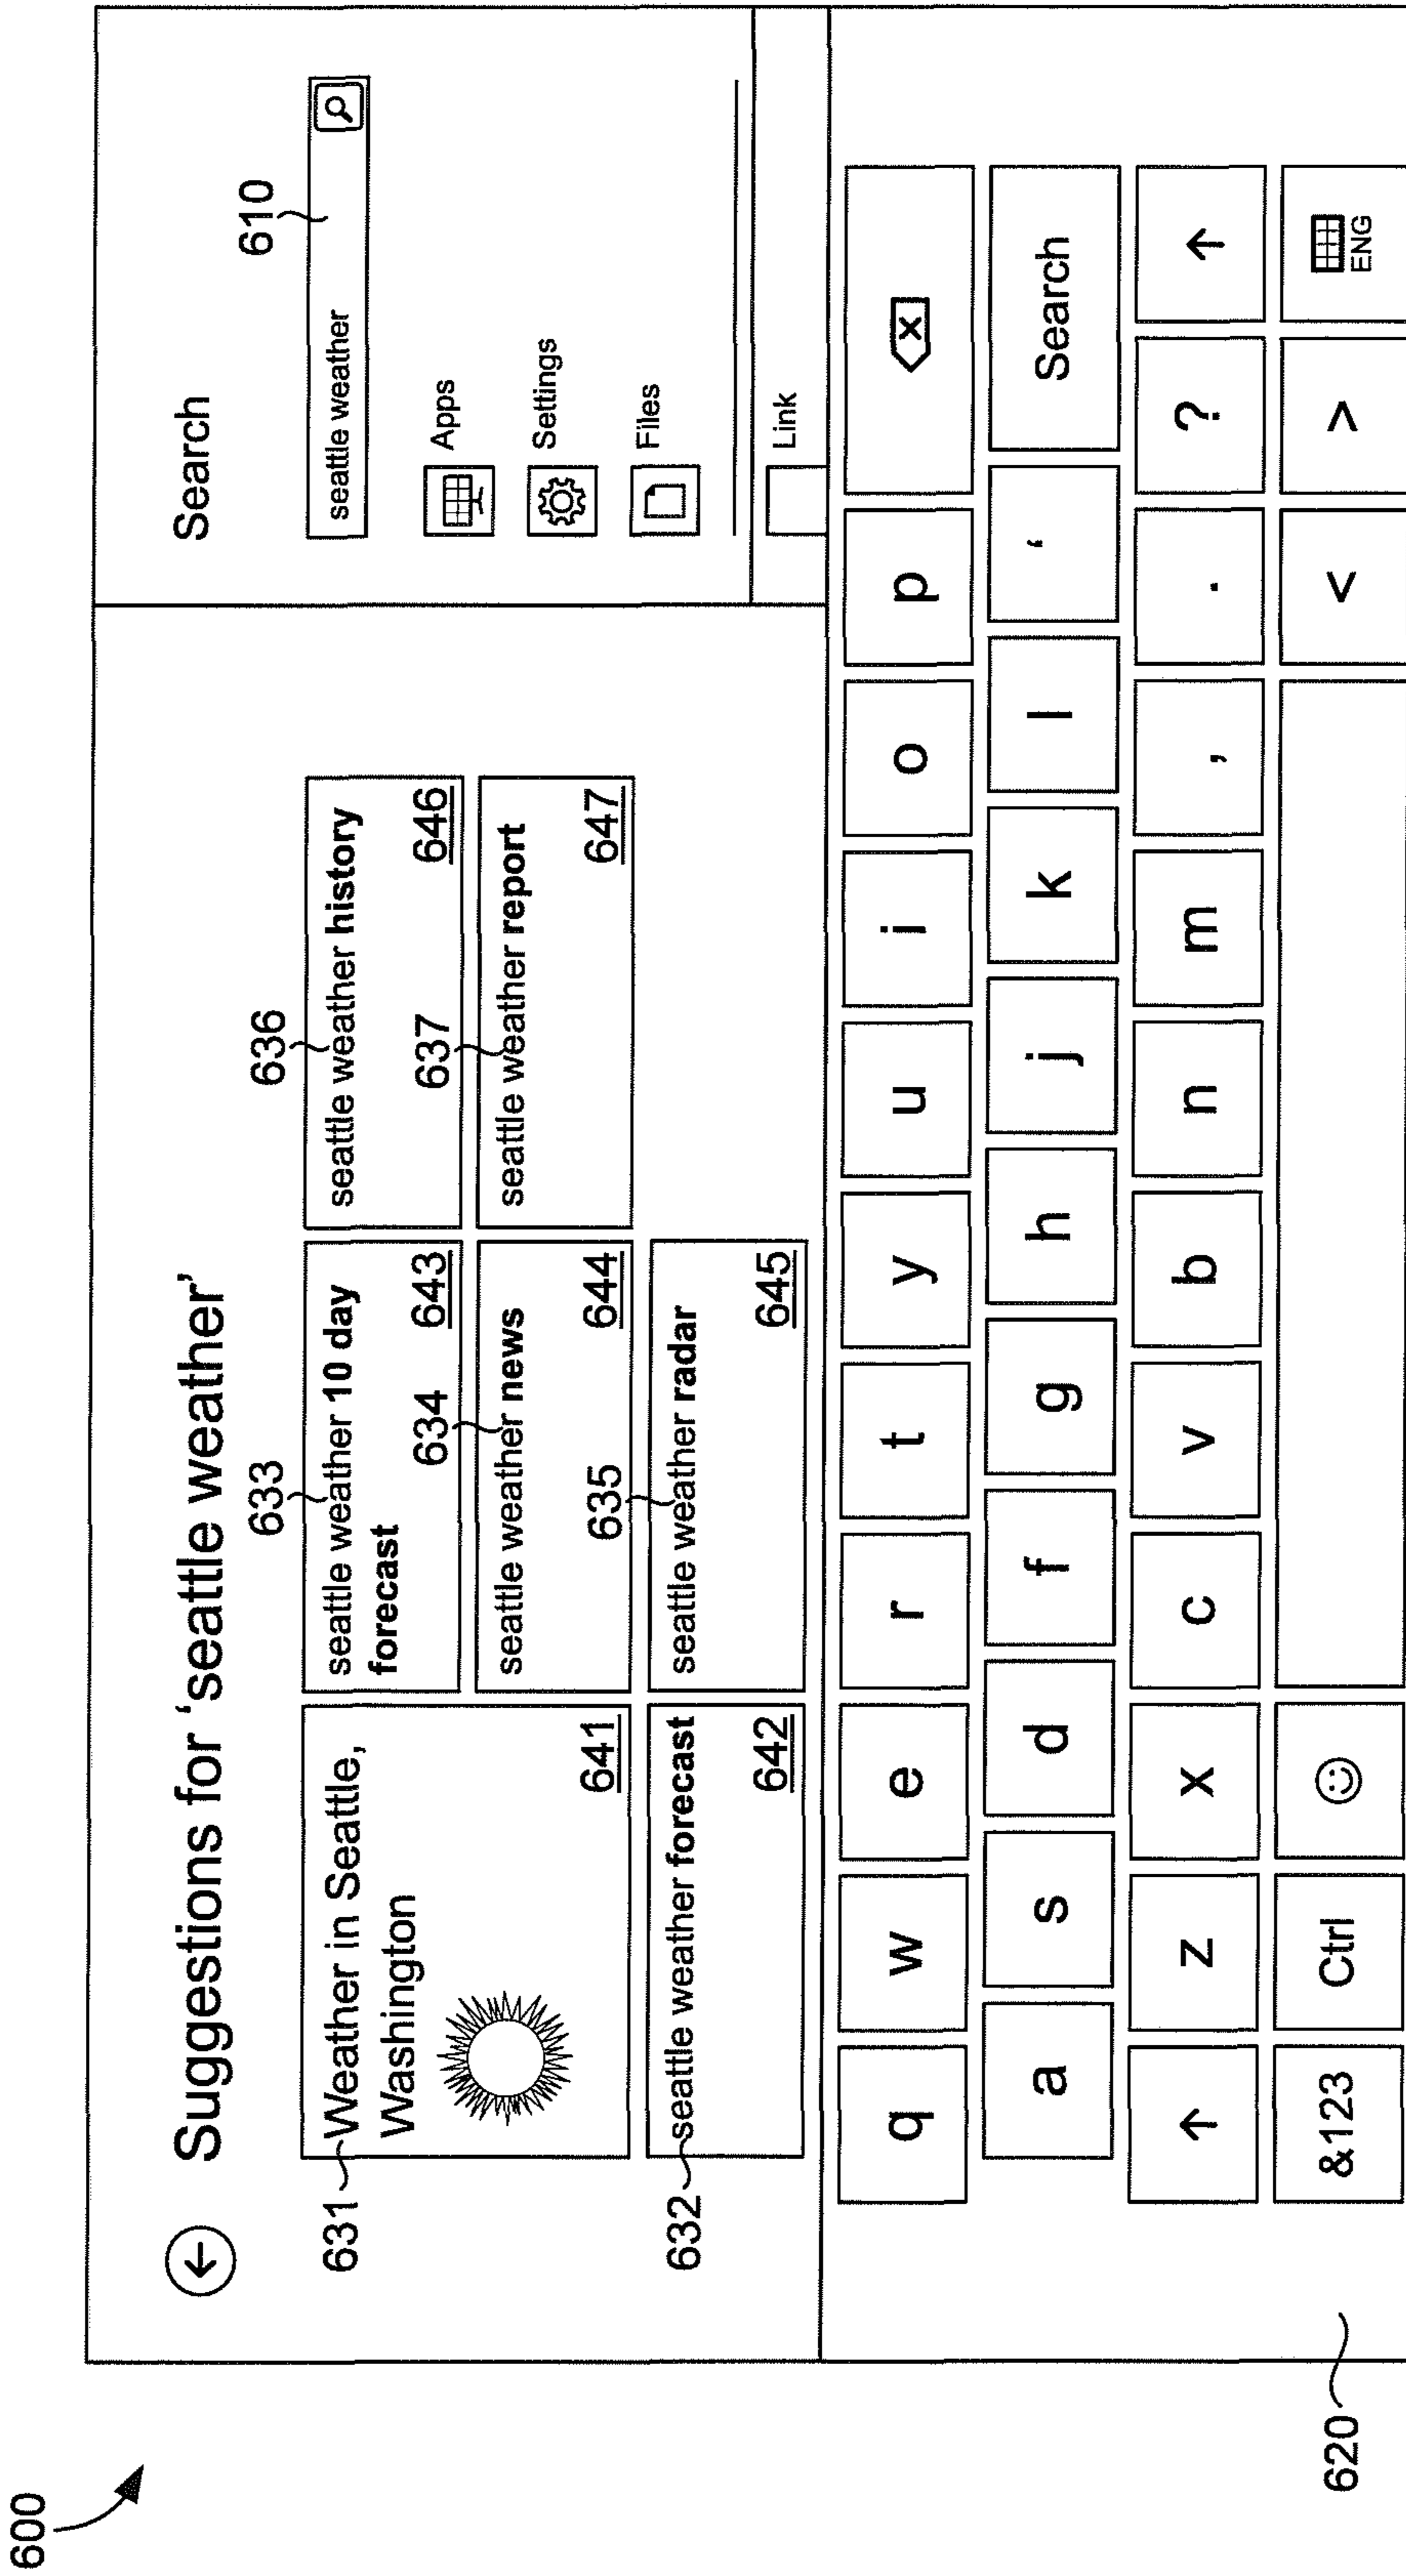 600
Suggestions for ‘seattle weather’
631
Weather in Seattle,
Washington
641
632
seattle weather forecast
642
633
seattle weather 10 day
forecast
643
634
seattle weather news
644
635
seattle weather radar
645
636
seattle weather history
646
637
seattle weather report
647
Search
610
seattle weather
Apps
Settings
Files
Link
620
q w e r t y u i o p
a s d f g h j k l ‘ Search
z x c v b n m , . ?
&123 Ctrl < > ENG